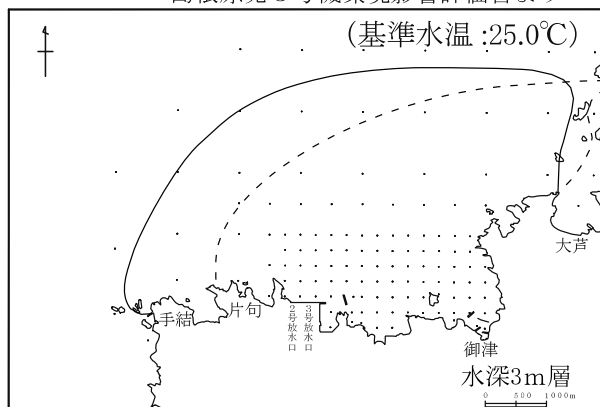 (基準水温:25.0℃)
大芦
片句
手結
2号放水口
3号放水口
御津
水深3m層
0 500 1000m